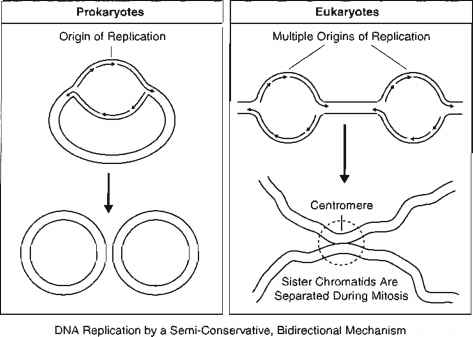 Prokaryotes
Origin of Replication
Eukaryotes
Multiple Origins of Replication
Centromere
Sister Chromatids Are
Separated During Mitosis
DNA Replication by a Semi-Conservative, Bidirectional Mechanism